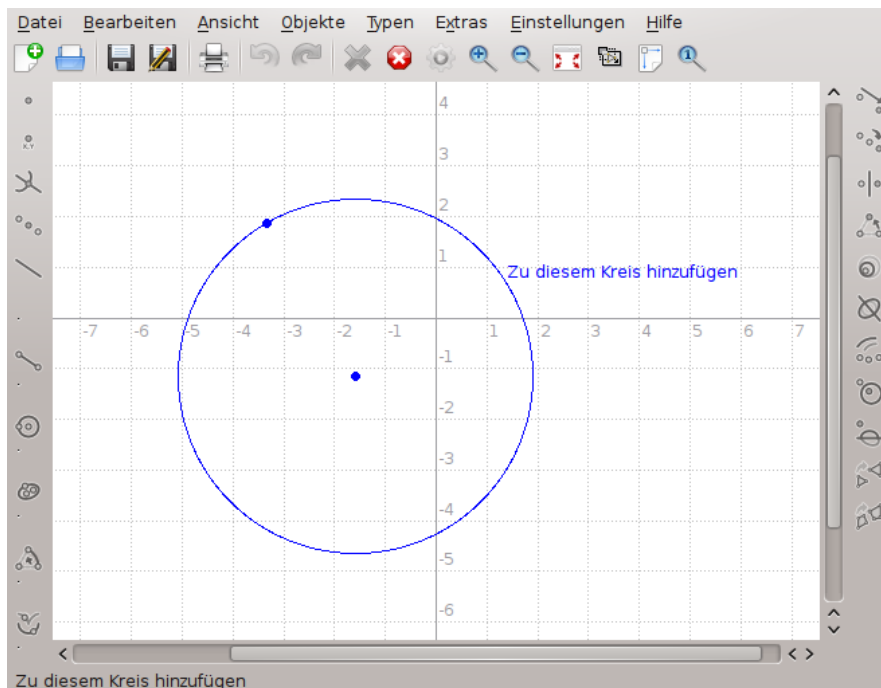 Datei Bearbeiten Ansicht Objekte Typen Extras Einstellungen Hilfe
4
3
2
1
Zu diesem Kreis hinzufügen
-7 -6 -5 -4 -3 -2 -1 1 2 3 4 5 6 7
-1
-2
-3
-4
-5
-6
Zu diesem Kreis hinzufügen